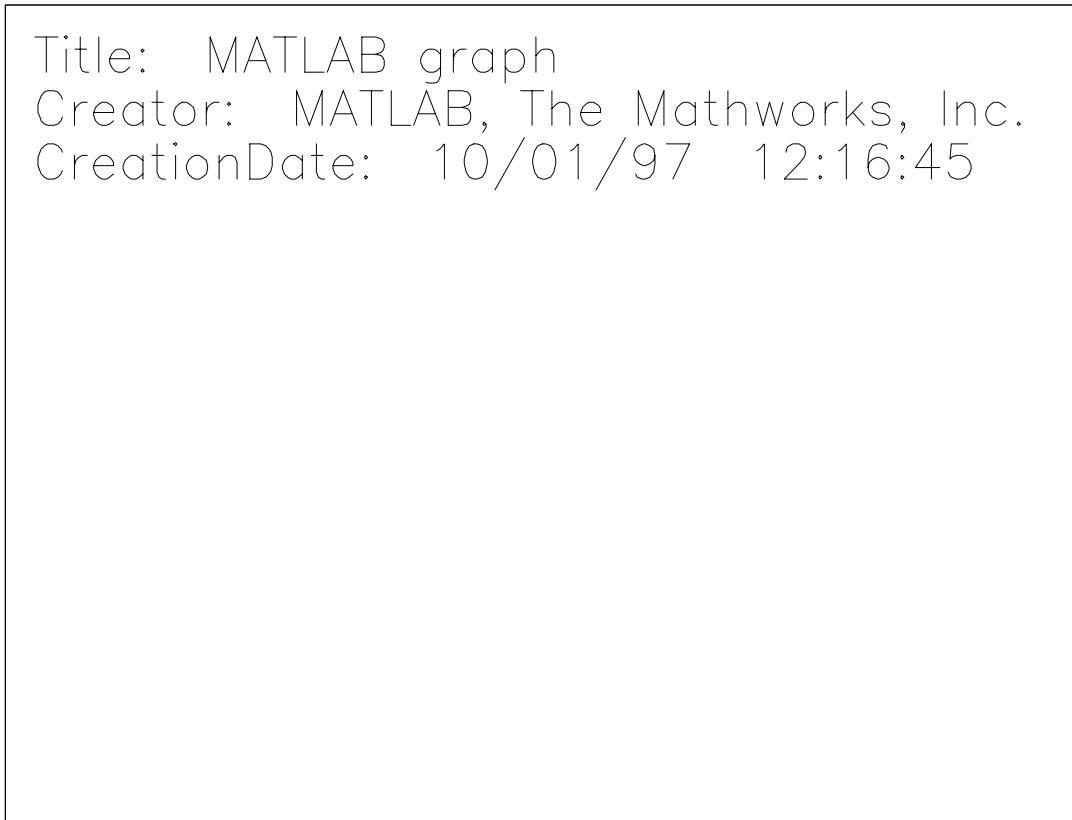 Title: MATLAB graph
Creator: MATLAB, The Mathworks, Inc.
CreationDate: 10/01/97 12:16:45